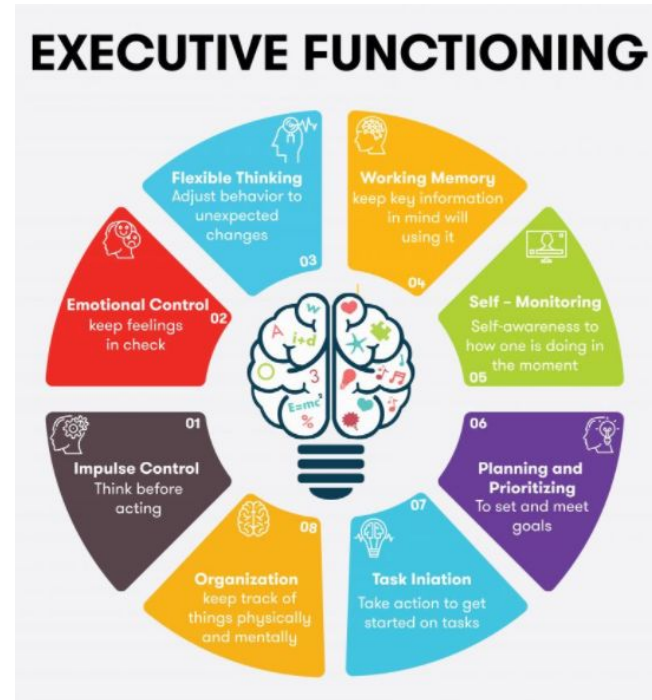 EXECUTIVE FUNCTIONING
01
Impulse Control
Think before
acting
Emotional Control
02
keep feelings
in check
Flexible Thinking
Adjust behavior to
unexpected
changes
03
Working Memory
keep key information
in mind will
using it
04
Self - Monitoring
Self-awareness to
how one is doing in
the moment
05
06
Planning and
Prioritizing
To set and meet
goals
07
Task Iniation
Take action to get
started on tasks
08
Organization
keep track of
things physically
and mentally
W
A
i+d
3
E=mc²
%